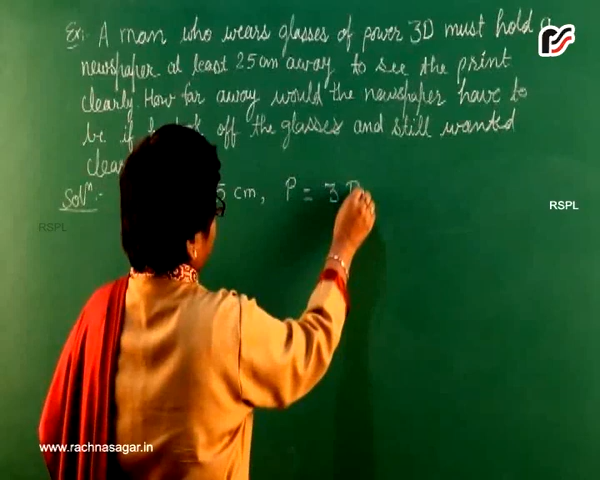 Ex:- A man who wears glasses of power 3D must hold a
newspaper at least 25cm away to see the print
clearly. How far away would the newspaper have to
be if off the glasses and still wanted
clear
Solⁿ:- 5 cm, P = 3 D
RSPL
RSPL
www.rachnasagar.in